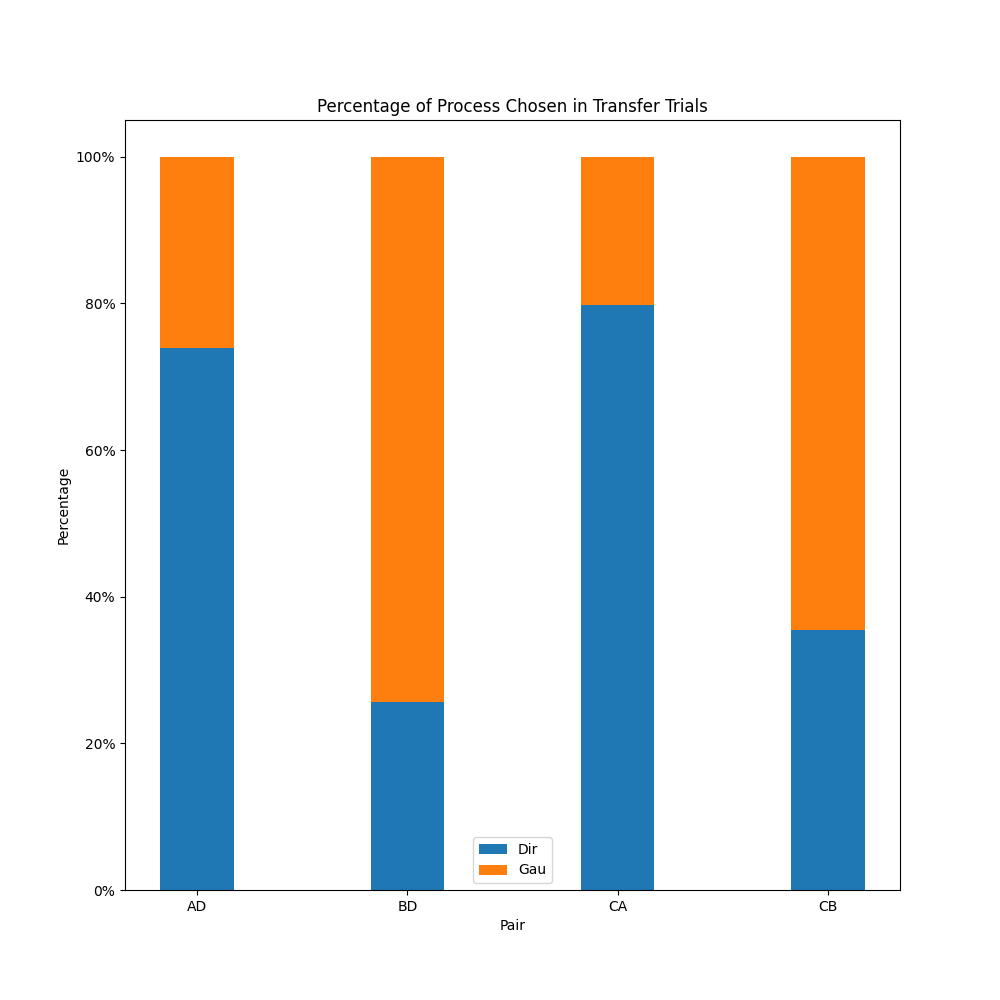 Percentage of Process Chosen in Transfer Trials
100%
80%
60%
40%
20%
0%
Percentage
Dir
Gau
AD
BD
CA
CB
Pair